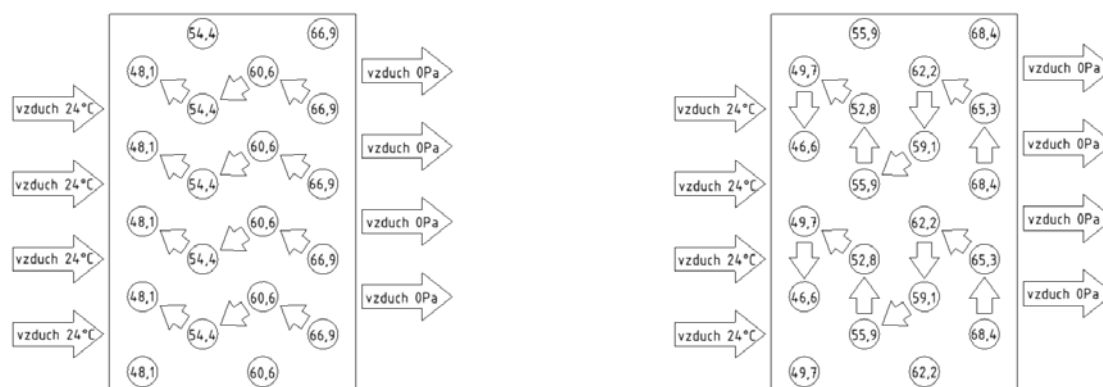 54,4 66,9 55,9 68,4
48,1 60,6 vzduch 0Pa 49,7 62,2 vzduch 0Pa
vzduch 24°C 54,4 66,9 vzduch 24°C 52,8 65,3
48,1 60,6 vzduch 0Pa 46,6 59,1 vzduch 0Pa
vzduch 24°C 54,4 66,9 vzduch 24°C 55,9 68,4
48,1 60,6 vzduch 0Pa 49,7 62,2 vzduch 0Pa
vzduch 24°C 54,4 66,9 vzduch 24°C 52,8 65,3
48,1 60,6 vzduch 0Pa 46,6 59,1 vzduch 0Pa
vzduch 24°C 54,4 66,9 vzduch 24°C 55,9 68,4
48,1 60,6 49,7 62,2